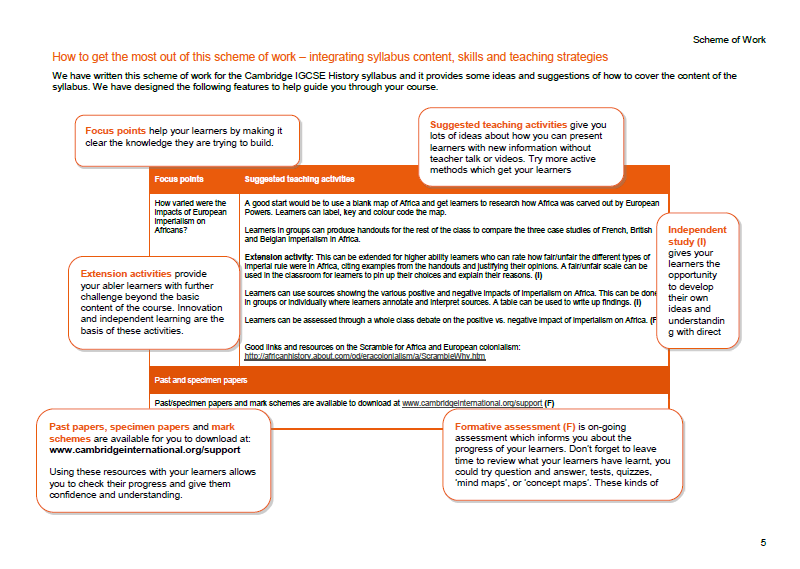 Scheme of Work
How to get the most out of this scheme of work – integrating syllabus content, skills and teaching strategies
We have written this scheme of work for the Cambridge IGCSE History syllabus and it provides some ideas and suggestions of how to cover the content of the
syllabus. We have designed the following features to help guide you through your course.
Focus points help your learners by making it
clear the knowledge they are trying to build.
Suggested teaching activities give you
lots of ideas about how you can present
learners with new information without
teacher talk or videos. Try more active
methods which get your learners
Focus points
Suggested teaching activities
How varied were the
impacts of European
imperialism on
Africans?
A good start would be to use a blank map of Africa and get learners to research how Africa was carved out by European
Powers. Learners can label, key and colour code the map.
Learners in groups can produce handouts for the rest of the class to compare the three case studies of French, British
and Belgian imperialism in Africa.
Extension activity: This can be extended for higher ability learners who can rate how fair/unfair the different types of
imperial rule were in Africa, citing examples from the handouts and justifying their opinions. A fair/unfair scale can be
used in the classroom for learners to pin up their choices and explain their reasons. (I)
Learners can use sources showing the various positive and negative impacts of imperialism on Africa. This can be done
in groups or individually where learners annotate and interpret sources. A table can be used to write up findings. (I)
Learners can be assessed through a whole class debate on the positive vs. negative impact of imperialism on Africa. (F
Good links and resources on the Scramble for Africa and European colonialism:
http://africanhistory.about.com/od/eracolonialism/a/ScrambleWhy.htm
Independent
study (I)
gives your
learners the
opportunity
to develop
their own
ideas and
understandin
g with direct
Extension activities provide
your abler learners with further
challenge beyond the basic
content of the course. Innovation
and independent learning are the
basis of these activities.
Past and specimen papers
Past/specimen papers and mark schemes are available to download at www.cambridgeinternational.org/support (F)
Past papers, specimen papers and mark
schemes are available for you to download at:
www.cambridgeinternational.org/support
Using these resources with your learners allows
you to check their progress and give them
confidence and understanding.
Formative assessment (F) is on-going
assessment which informs you about the
progress of your learners. Don't forget to leave
time to review what your learners have learnt, you
could try question and answer, tests, quizzes,
'mind maps', or 'concept maps'. These kinds of
5